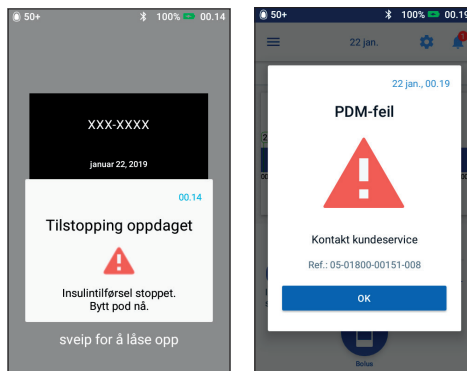 50+
100% 00.14
XXX-XXXX
januar 22, 2019
00.14
Tilstopping oppdaget
Insulintilførsel stoppet.
Bytt pod nå.
sveip for å låse opp
50+
100% 00.19
22 jan.
1
22 jan., 00.19
PDM-feil
Kontakt kundeservice
Ref.: 05-01800-00151-008
OK
Bolus